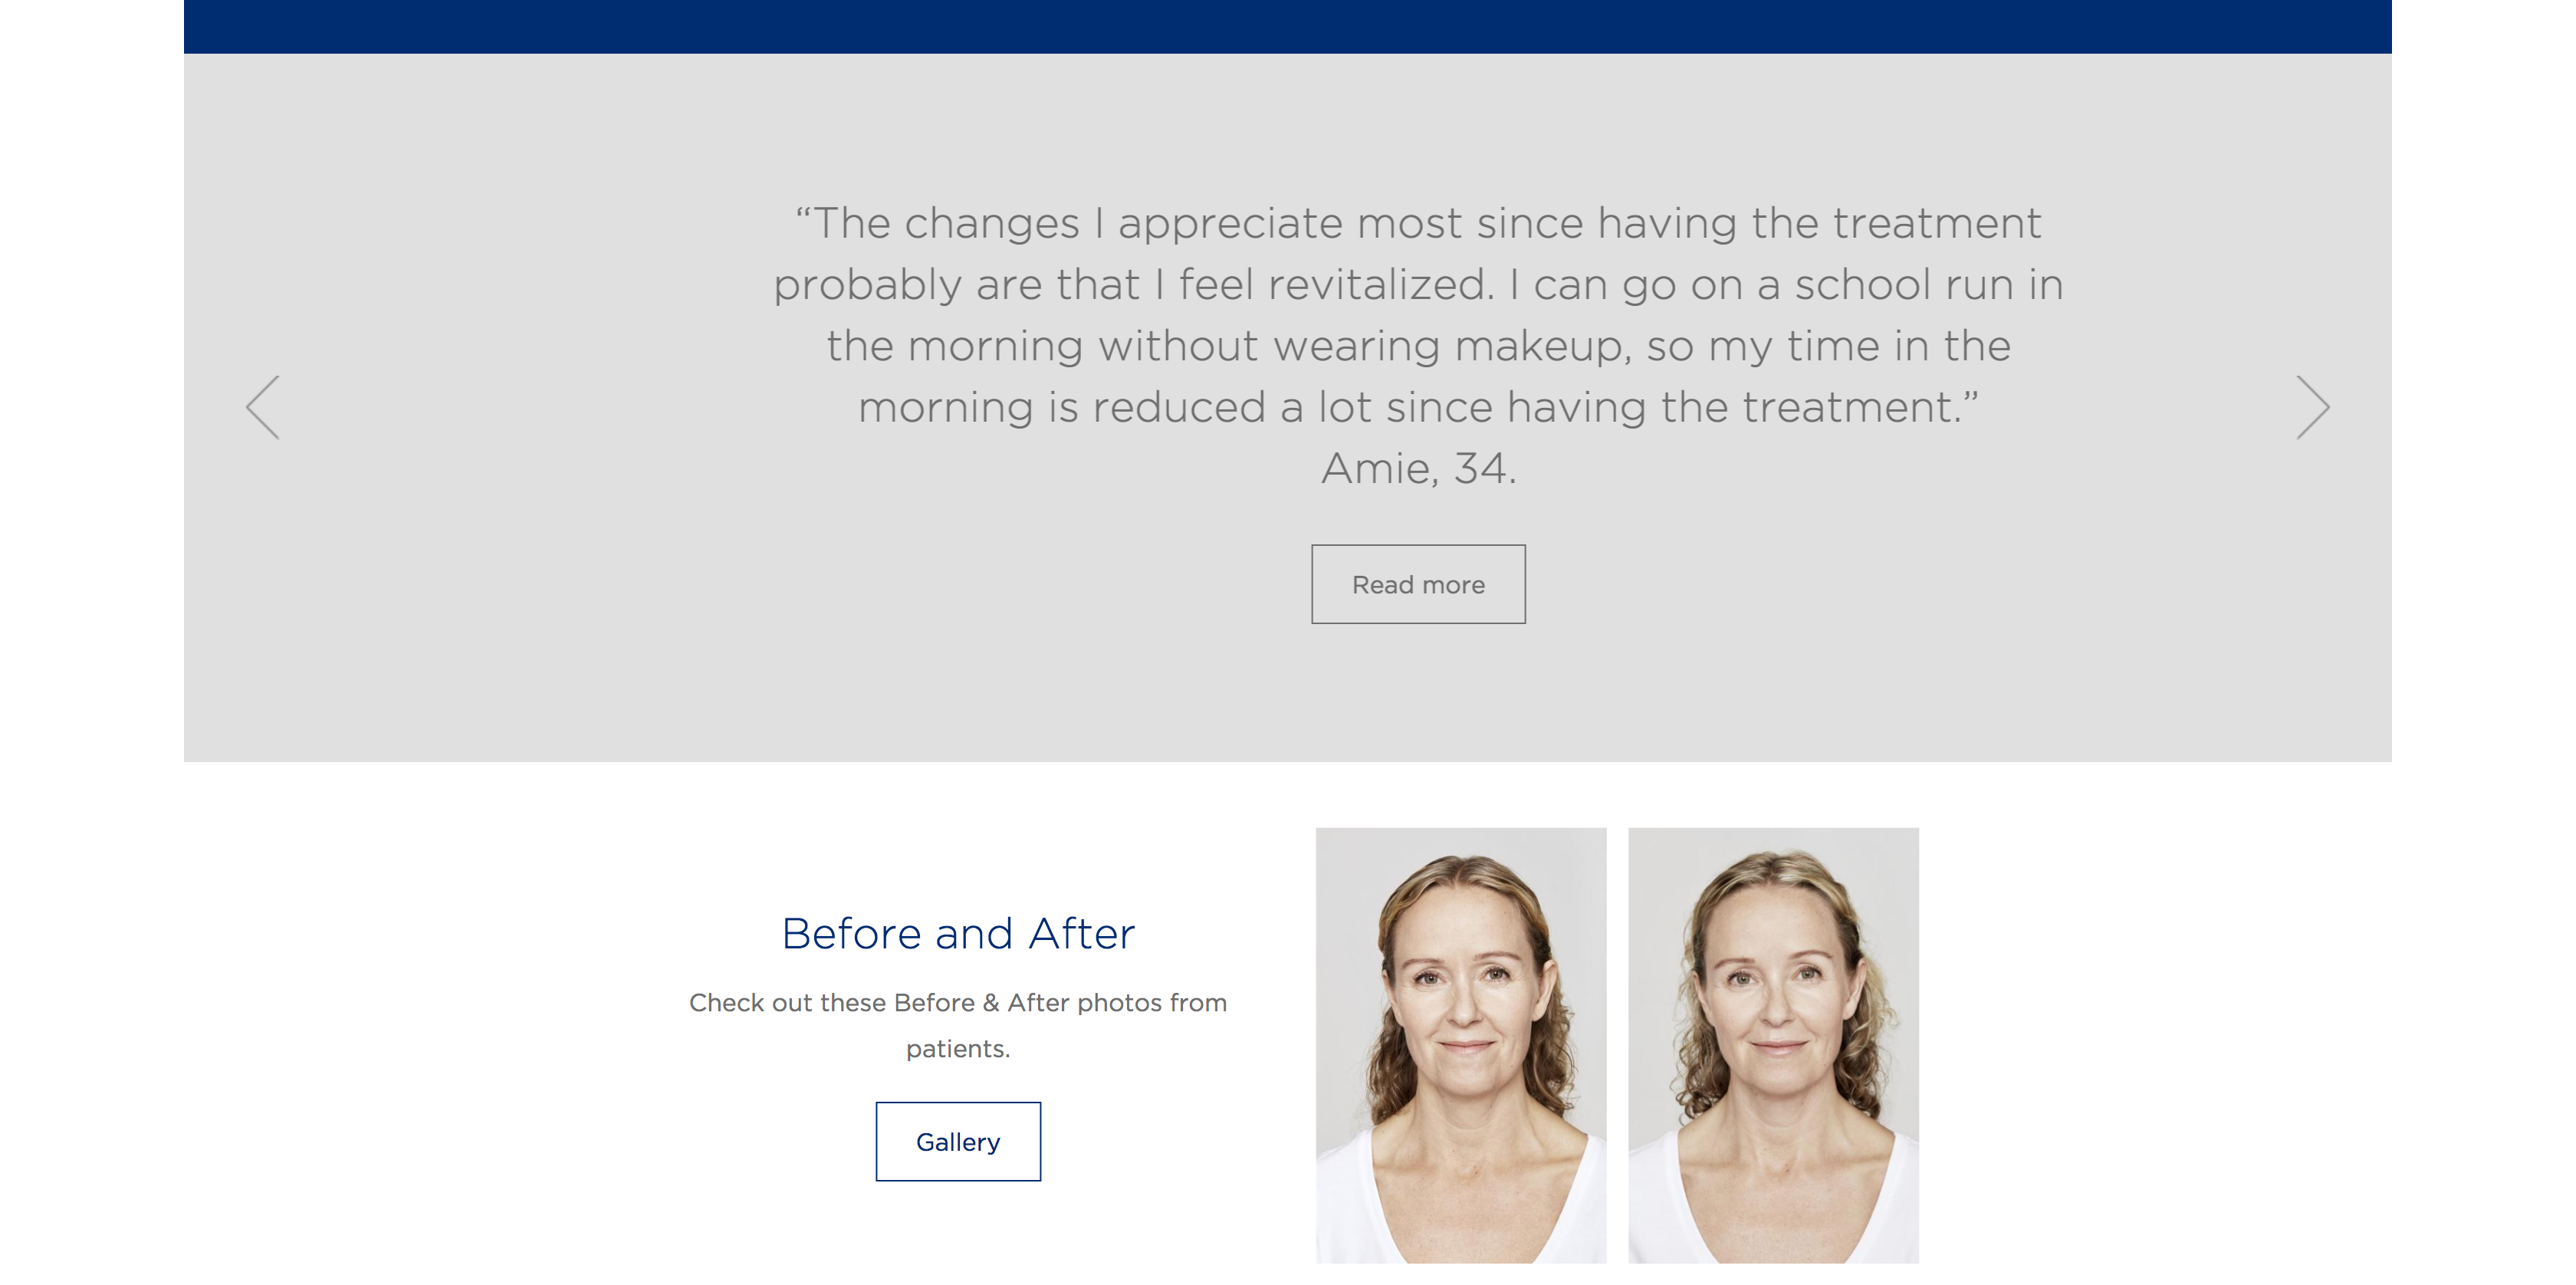 “The changes I appreciate most since having the treatment
probably are that I feel revitalized. I can go on a school run in
the morning without wearing makeup, so my time in the
morning is reduced a lot since having the treatment.”
Amie, 34.
Read more
Before and After
Check out these Before & After photos from
patients.
Gallery